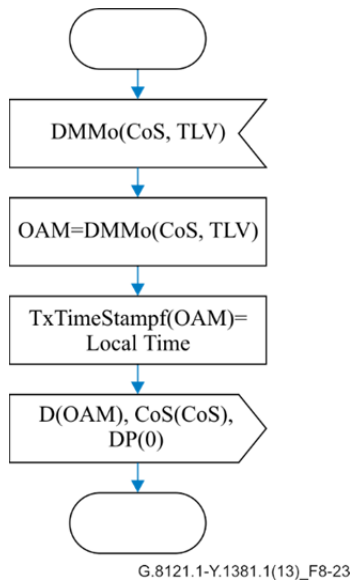 DMMo(CoS, TLV)
OAM=DMMo(CoS, TLV)
TxTimeStampf(OAM)=
Local Time
D(OAM), CoS(CoS),
DP(0)
G.8121.1-Y.1381.1(13)_F8-23